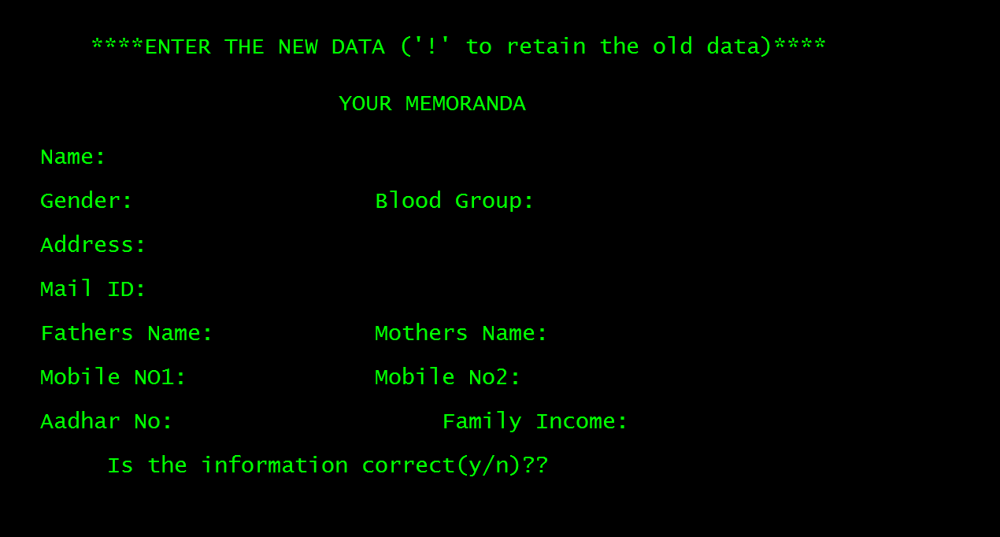 ****ENTER THE NEW DATA ('!' to retain the old data)****
YOUR MEMORANDA
Name:
Gender: Blood Group:
Address:
Mail ID:
Fathers Name: Mothers Name:
Mobile NO1: Mobile No2:
Aadhar No: Family Income:
Is the information correct(y/n)??